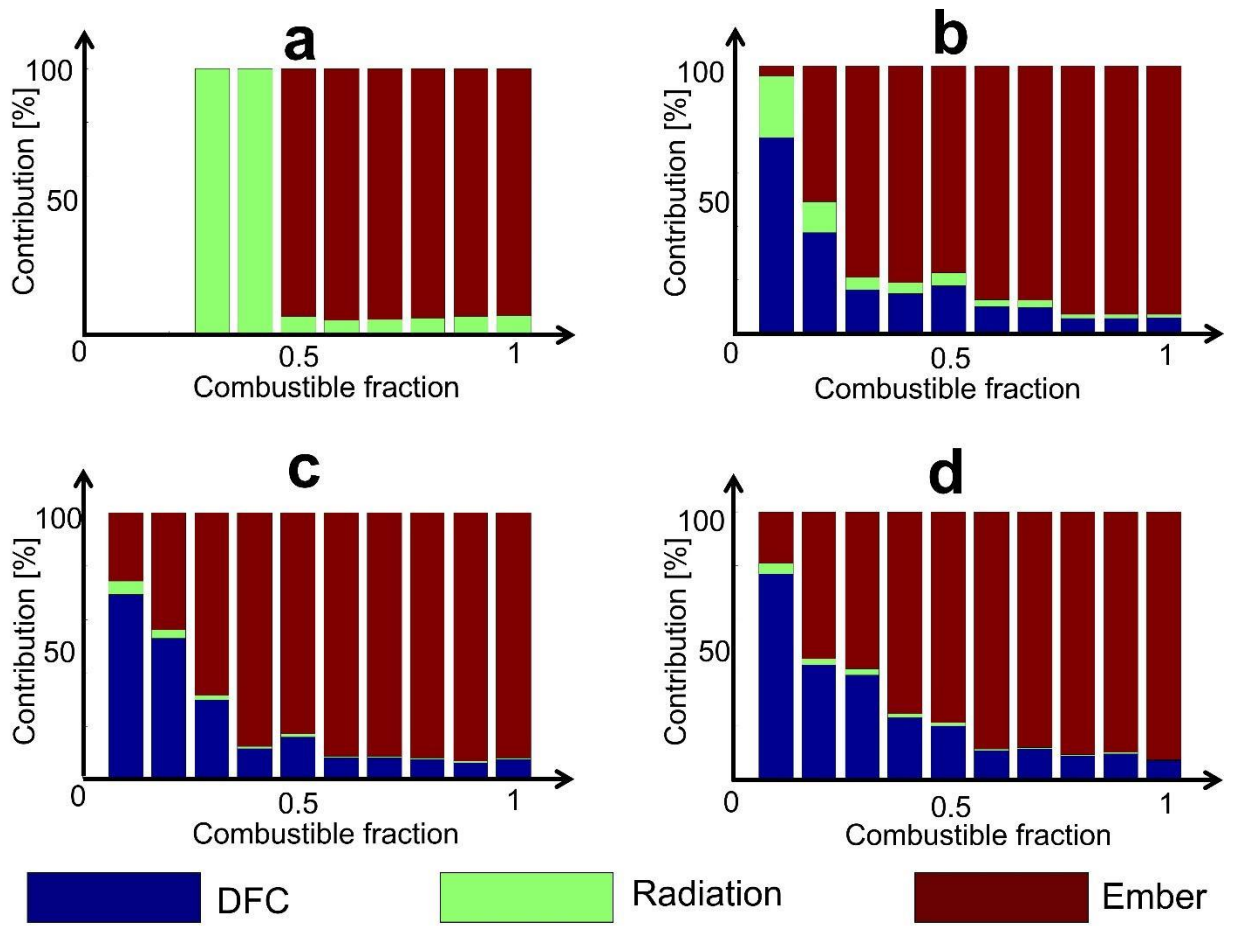 a
100
50
Contribution [%]
0
0.5
1
Combustible fraction
b
100
50
Contribution [%]
0
0.5
1
Combustible fraction
c
100
50
Contribution [%]
0
0.5
1
Combustible fraction
d
100
50
Contribution [%]
0
0.5
1
Combustible fraction
DFC
Radiation
Ember